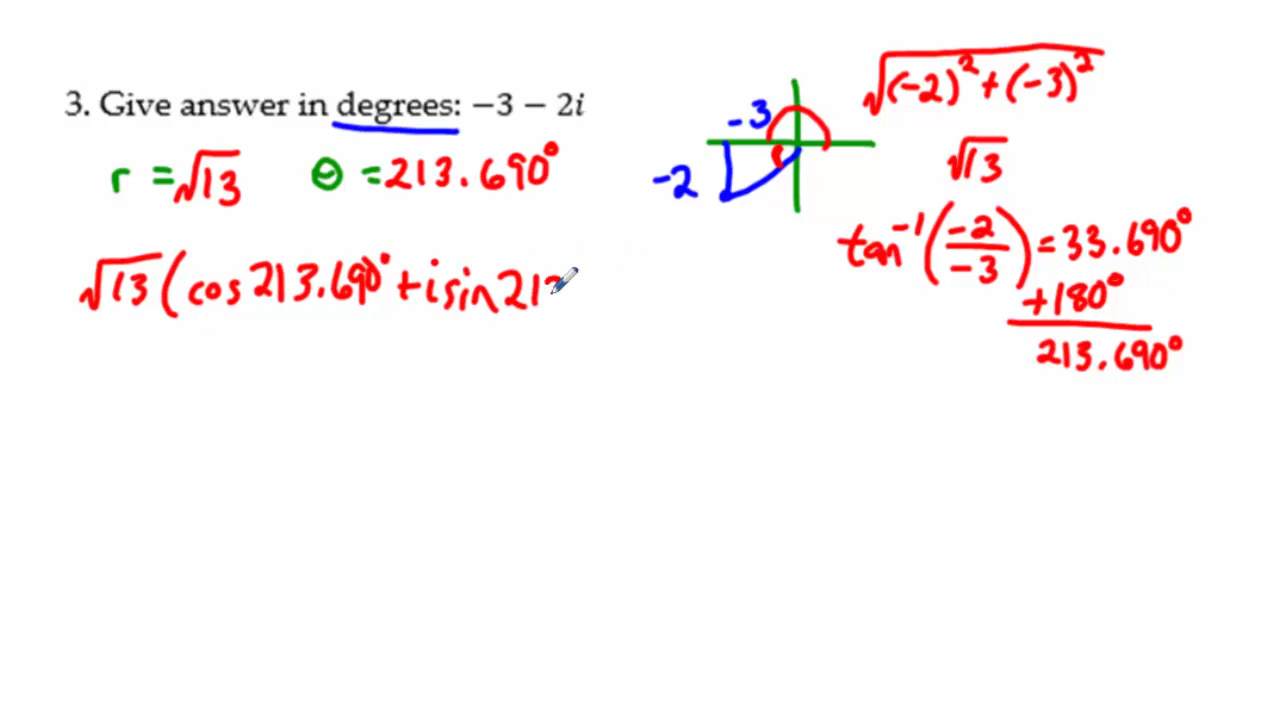 3. Give answer in degrees: −3 − 2i
r = √13 θ = 213.690°
√13 (cos 213.690° + i sin 21
-3
-2
√(-2)² + (-3)²
√13
tan⁻¹(-2/-3) = 33.690°
+180°
213.690°